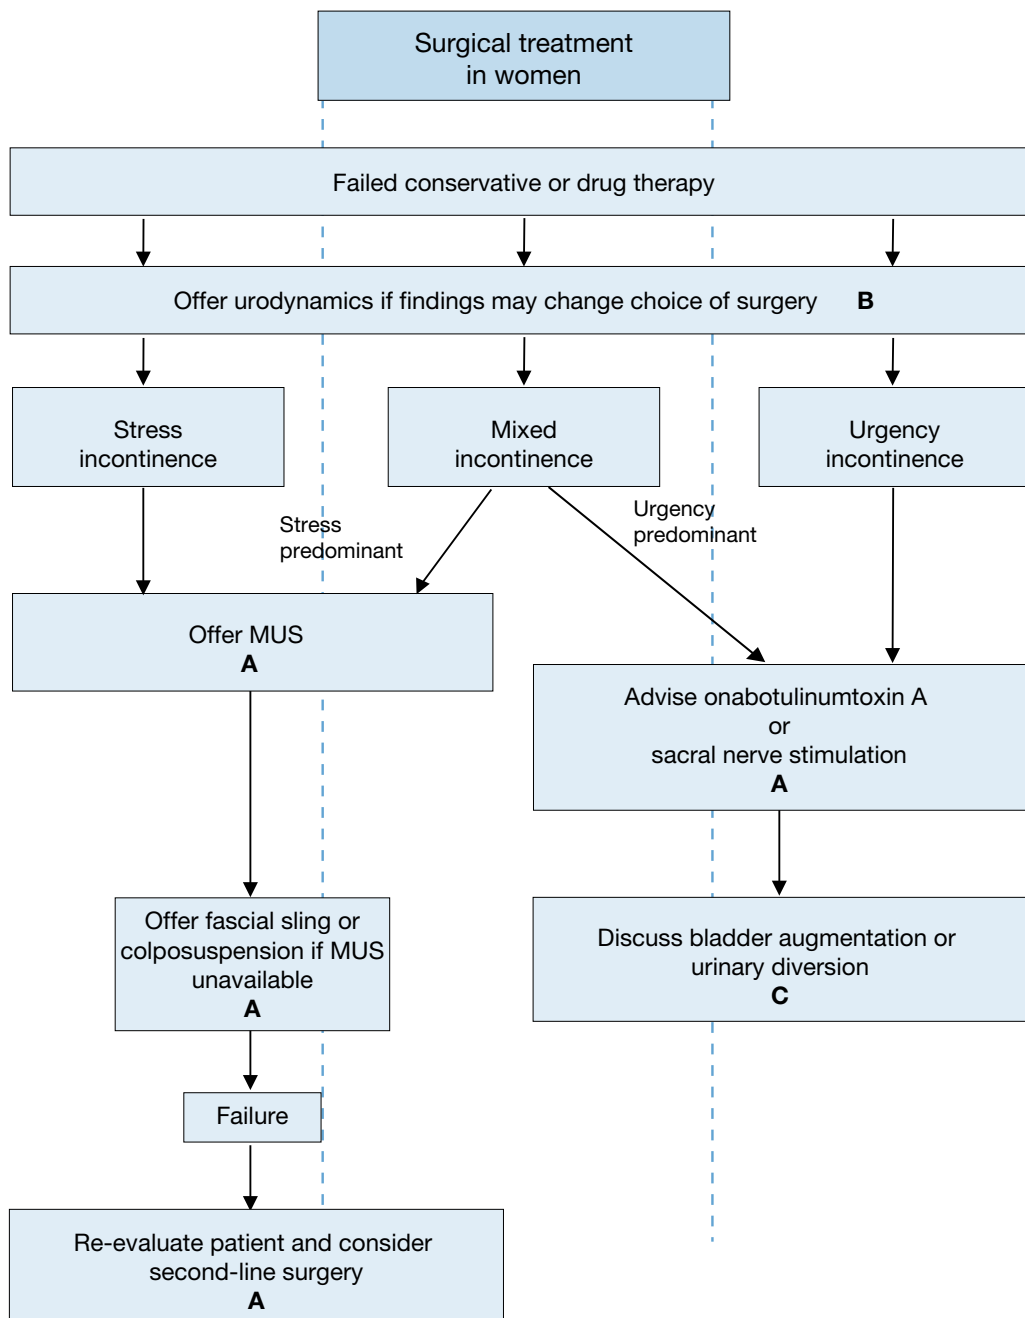 Surgical treatment
in women
Failed conservative or drug therapy
Offer urodynamics if findings may change choice of surgery B
Stress
incontinence
Mixed
incontinence
Urgency
incontinence
Stress
predominant
Urgency
predominant
Offer MUS
A
Advise onabotulinumtoxin A
or
sacral nerve stimulation
A
Offer fascial sling or
colposuspension if MUS
unavailable
A
Discuss bladder augmentation or
urinary diversion
C
Failure
Re-evaluate patient and consider
second-line surgery
A